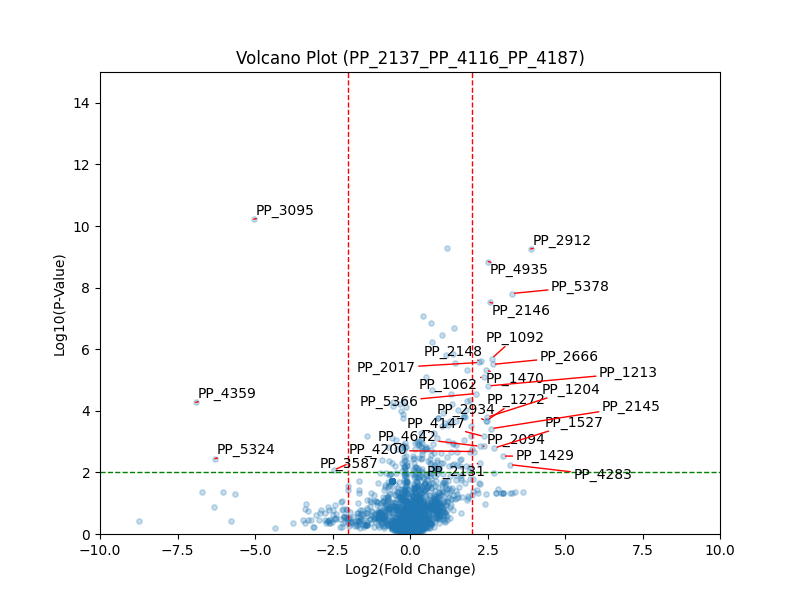 Volcano Plot (PP_2137_PP_4116_PP_4187)
Log10(P-Value)
14
12
10
8
6
4
2
0
PP_3095
PP_2912
PP_4935
PP_5378
PP_2146
PP_1092
PP_2148
PP_2666
PP_2017
PP_1213
PP_1470
PP_1062
PP_1204
PP_4359
PP_5366
PP_1272
PP_2934
PP_2145
PP_4147
PP_1527
PP_4642
PP_2094
PP_5324
PP_4200
PP_1429
PP_3587
PP_2131
PP_4283
−10.0 −7.5 −5.0 −2.5 0.0 2.5 5.0 7.5 10.0
Log2(Fold Change)